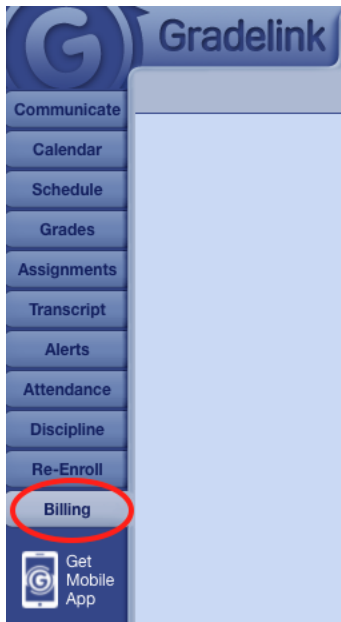 Gradelink
Communicate
Calendar
Schedule
Grades
Assignments
Transcript
Alerts
Attendance
Discipline
Re-Enroll
Billing
Get
Mobile
App